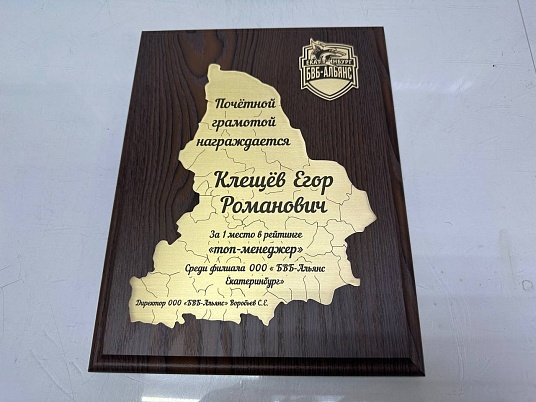 ЕКАТЕРИНБУРГ
БВБ-АЛЬЯНС
Почётной
грамотой
награждается
Клещёв Егор
Романович
За 1 место в рейтинге
«топ-менеджер»
Среди филиала ООО « БВБ-Альянс
Екатеринбург»
Директор ООО «БВБ-Альянс» Воробьев С.Е.